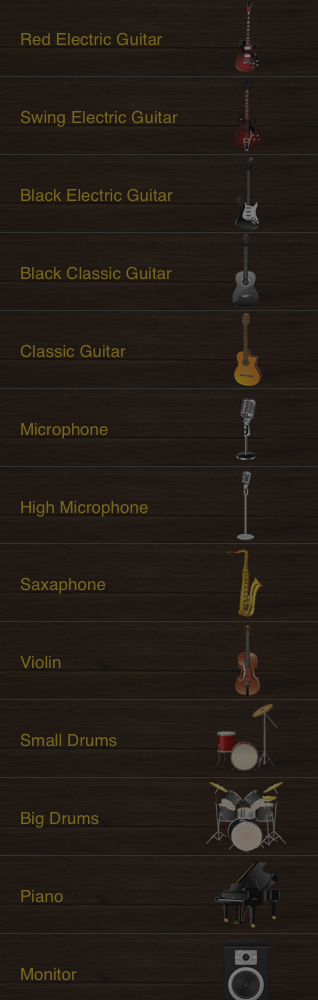 Red Electric Guitar
Swing Electric Guitar
Black Electric Guitar
Black Classic Guitar
Classic Guitar
Microphone
High Microphone
Saxaphone
Violin
Small Drums
Big Drums
Piano
Monitor